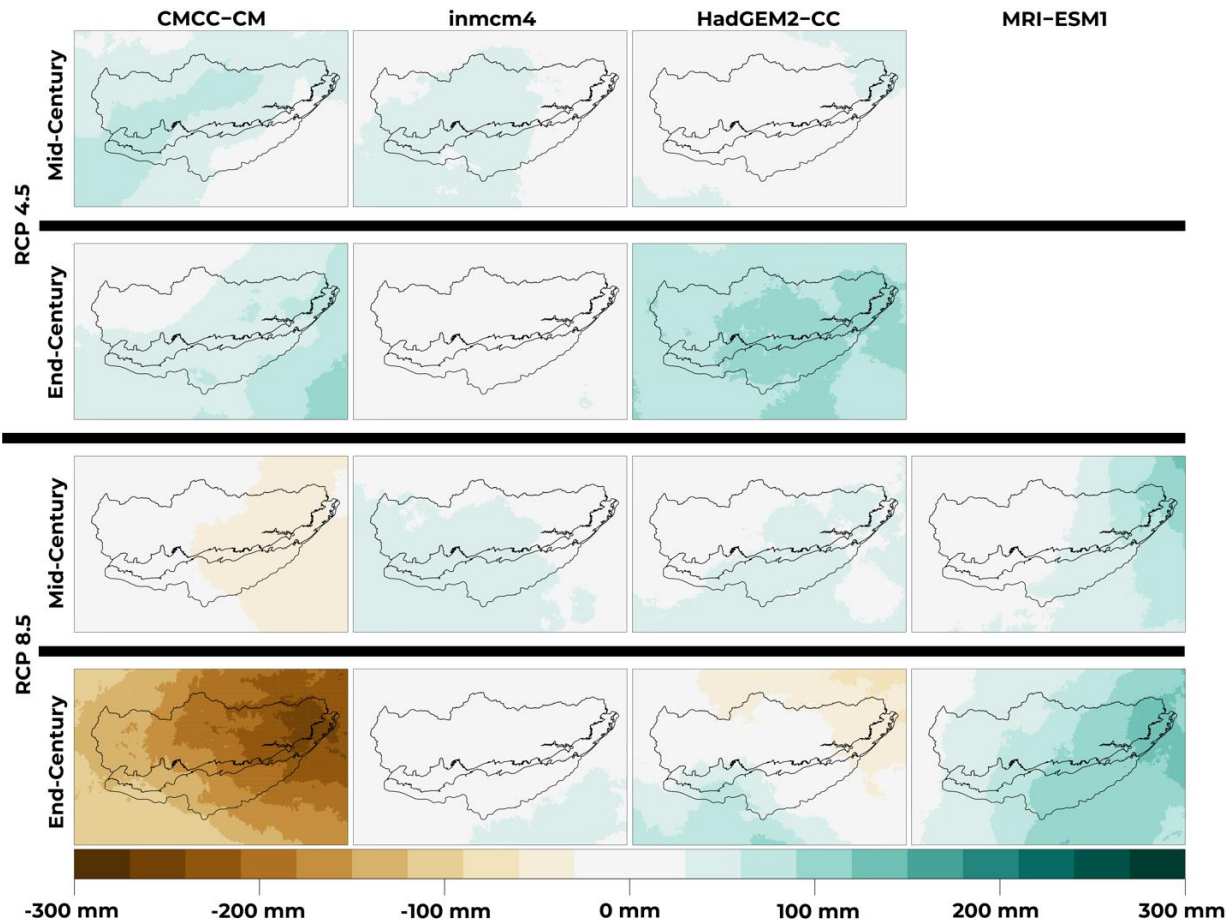 CMCC-CM inmcm4 HadGEM2-CC MRI-ESM1
RCP 4.5
Mid-Century
End-Century
RCP 8.5
Mid-Century
End-Century
-300 mm -200 mm -100 mm 0 mm 100 mm 200 mm 300 mm